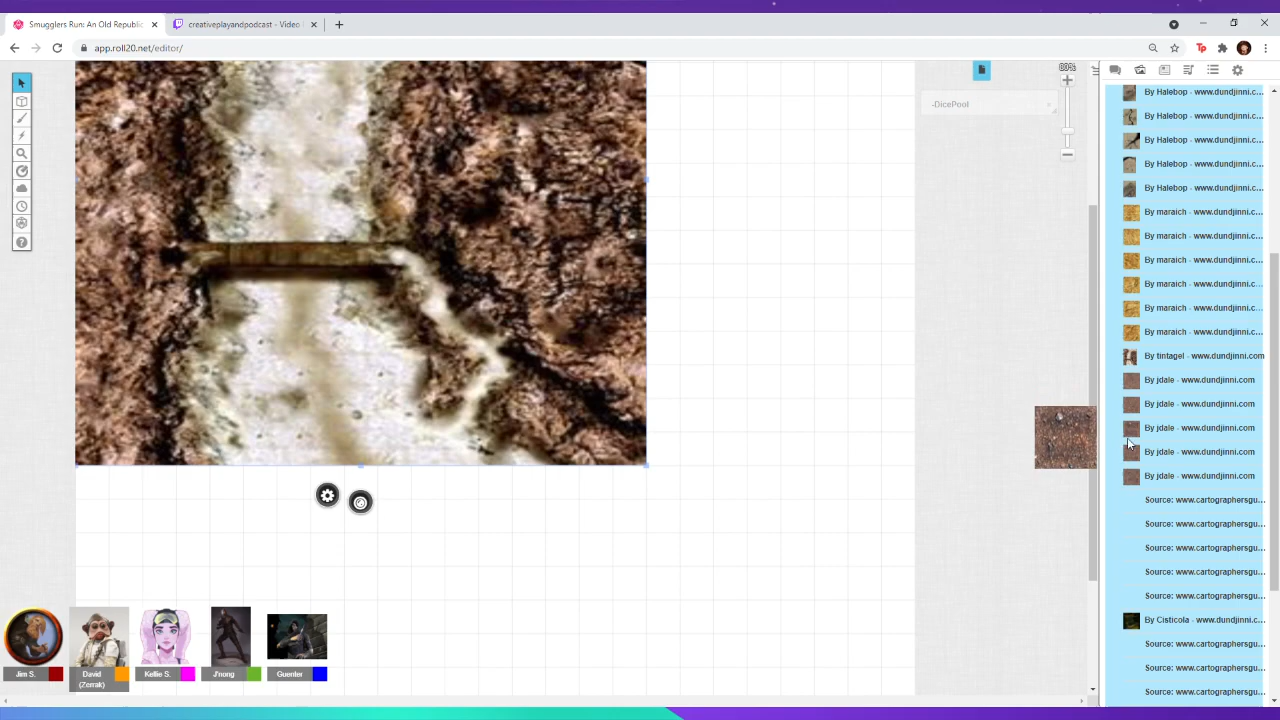 Smugglers Run: An Old Republic
creativeplayandpodcast - Video
app.roll20.net/editor/
-DicePool
By Halebop - www.dundjinni.c...
By Halebop - www.dundjinni.c...
By Halebop - www.dundjinni.c...
By Halebop - www.dundjinni.c...
By Halebop - www.dundjinni.c...
By maraich - www.dundjinni.c...
By maraich - www.dundjinni.c...
By maraich - www.dundjinni.c...
By maraich - www.dundjinni.c...
By maraich - www.dundjinni.c...
By maraich - www.dundjinni.c...
By tintagel - www.dundjinni.com
By jdale - www.dundjinni.com
By jdale - www.dundjinni.com
By jdale - www.dundjinni.com
By jdale - www.dundjinni.com
By jdale - www.dundjinni.com
Source: www.cartographersgu...
Source: www.cartographersgu...
Source: www.cartographersgu...
Source: www.cartographersgu...
Source: www.cartographersgu...
By Cisticola - www.dundjinni.c...
Source: www.cartographersgu...
Source: www.cartographersgu...
Source: www.cartographersgu...
Jim S.
David
(Zerrak)
Kellie S.
J'nong
Guenter